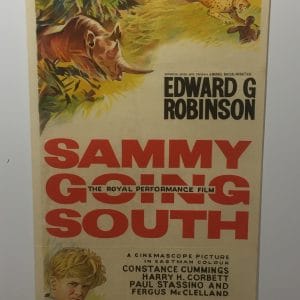 EDWARD G
ROBINSON
SAMMY
GOING
THE ROYAL PERFORMANCE FILM
SOUTH
A CINEMASCOPE PICTURE
IN EASTMAN COLOUR
CONSTANCE CUMMINGS
HARRY H. CORBETT
PAUL STASSINO AND
FERGUS McCLELLAND